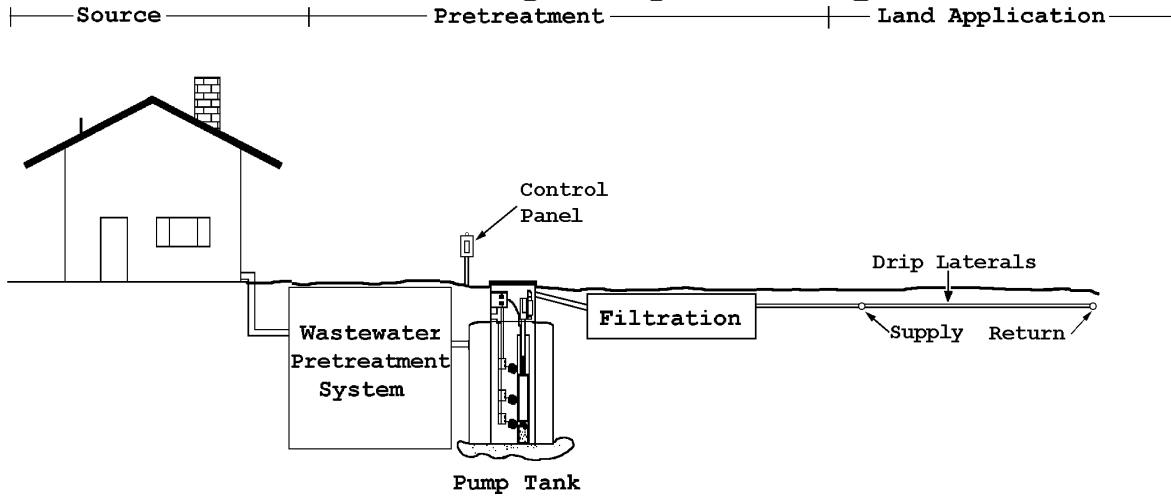 Source
Pretreatment
Land Application
Control
Panel
Drip Laterals
Wastewater
Pretreatment
System
Filtration
Supply
Return
Pump Tank